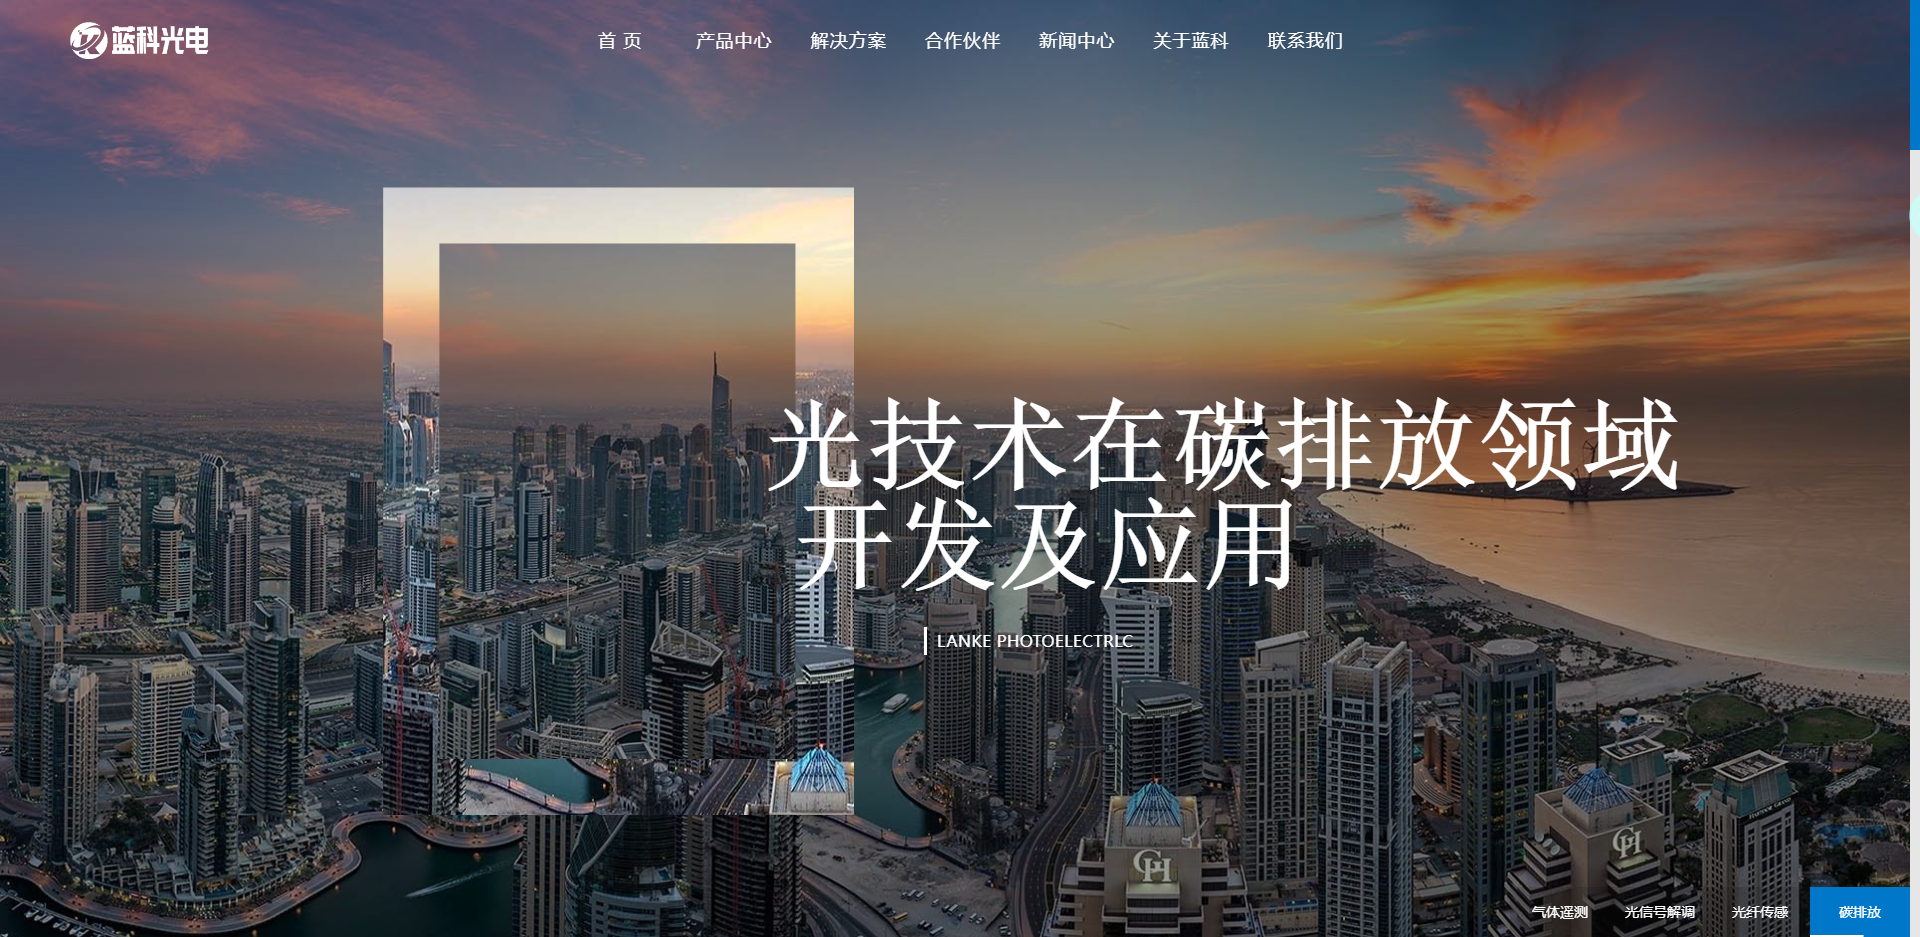 蓝科光电
首 页 产品中心 解决方案 合作伙伴 新闻中心 关于蓝科 联系我们
光技术在碳排放领域
开发及应用
LANKE PHOTOELECTRLC
GH
GH
气体遥测 光信号解调 光纤传感 碳排放